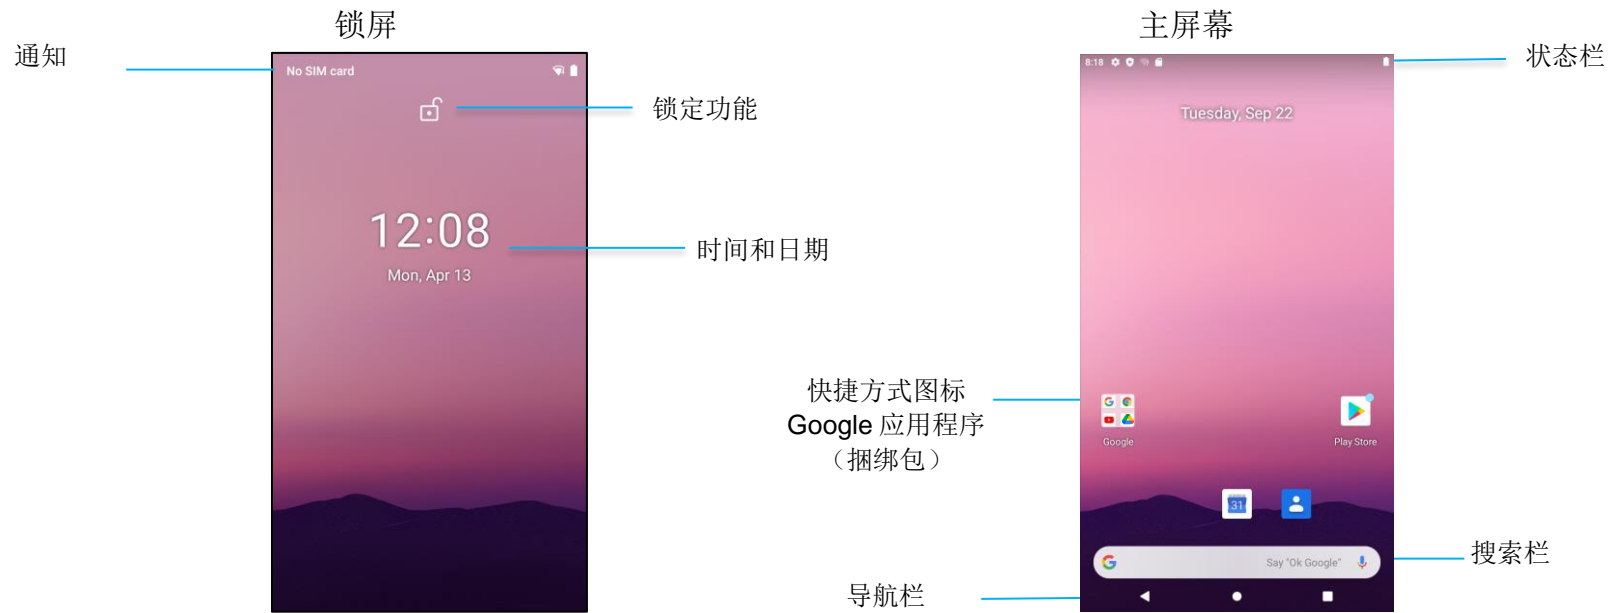 锁屏
通知
No SIM card
锁定功能
12:08
时间和日期
Mon, Apr 13
主屏幕
状态栏
8:18
Tuesday, Sep 22
快捷方式图标
Google 应用程序
（捆绑包）
Google
Play Store
31
Say "Ok Google"
搜索栏
导航栏